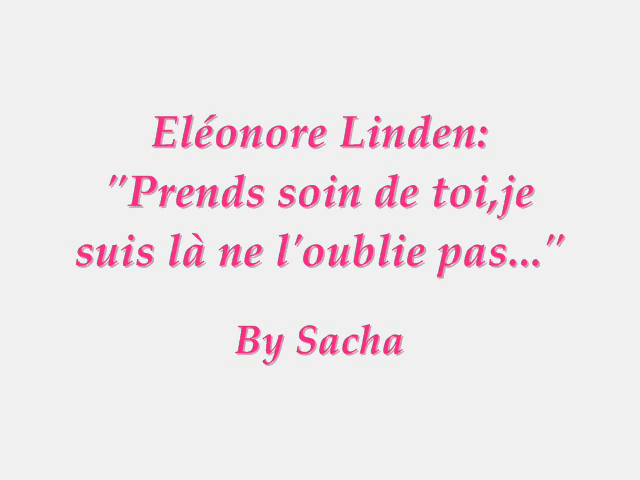 Eléonore Linden:
"Prends soin de toi,je
suis là ne l'oublie pas..."
By Sacha